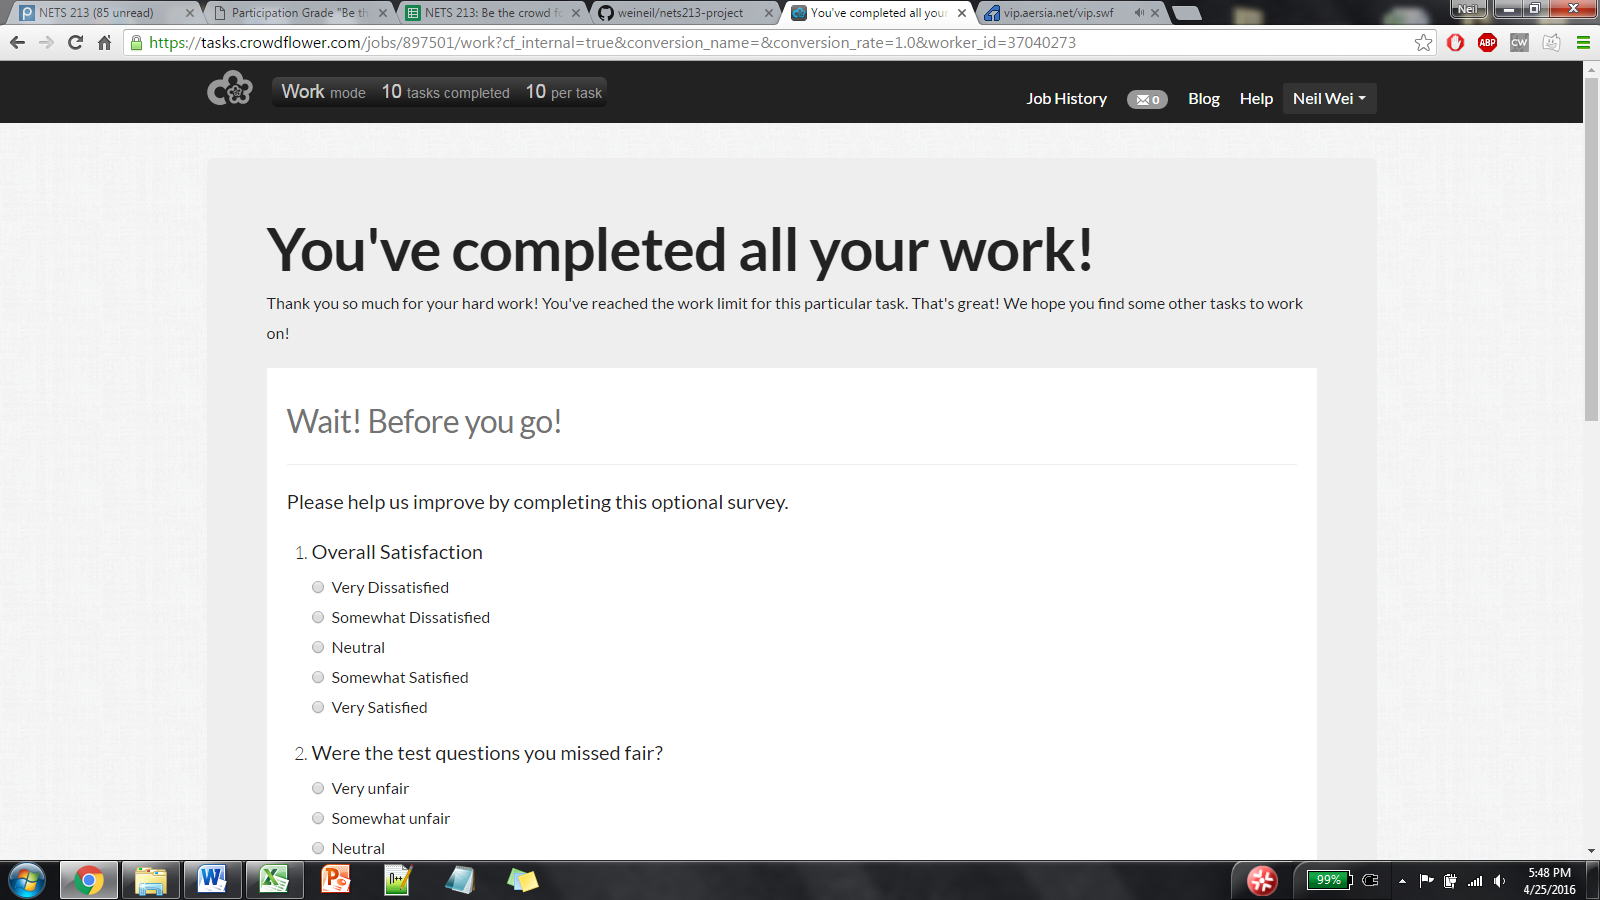 NETS 213 (85 unread)
Participation Grade "Be th
NETS 213: Be the crowd fo
weineil/nets213-project
You've completed all your
vip.aersia.net/vip.swf
Neil
https://tasks.crowdflower.com/jobs/897501/work?cf_internal=true&conversion_name=&conversion_rate=1.0&worker_id=37040273
ABP
CW
Work mode 10 tasks completed 10 per task
Job History 0 Blog Help Neil Wei
You've completed all your work!
Thank you so much for your hard work! You've reached the work limit for this particular task. That's great! We hope you find some other tasks to work
on!
Wait! Before you go!
Please help us improve by completing this optional survey.
1. Overall Satisfaction
Very Dissatisfied
Somewhat Dissatisfied
Neutral
Somewhat Satisfied
Very Satisfied
2. Were the test questions you missed fair?
Very unfair
Somewhat unfair
Neutral
99%
5:48 PM
4/25/2016